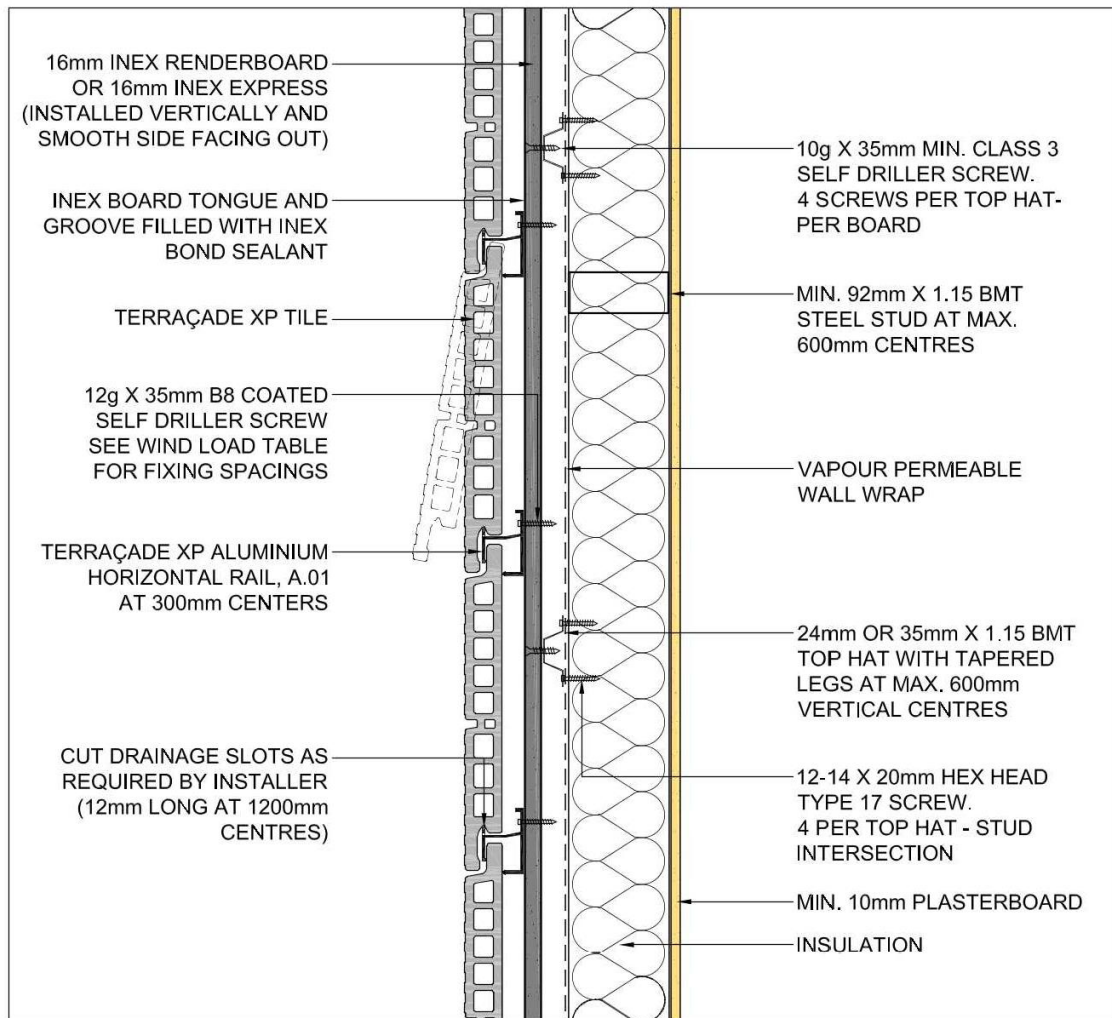 16mm INEX RENDERBOARD
OR 16mm INEX EXPRESS
(INSTALLED VERTICALLY AND
SMOOTH SIDE FACING OUT)
INEX BOARD TONGUE AND
GROOVE FILLED WITH INEX
BOND SEALANT
TERRAÇADE XP TILE
12g X 35mm B8 COATED
SELF DRILLER SCREW
SEE WIND LOAD TABLE
FOR FIXING SPACINGS
TERRAÇADE XP ALUMINIUM
HORIZONTAL RAIL, A.01
AT 300mm CENTERS
CUT DRAINAGE SLOTS AS
REQUIRED BY INSTALLER
(12mm LONG AT 1200mm
CENTRES)
10g X 35mm MIN. CLASS 3
SELF DRILLER SCREW.
4 SCREWS PER TOP HAT-
PER BOARD
MIN. 92mm X 1.15 BMT
STEEL STUD AT MAX.
600mm CENTRES
VAPOUR PERMEABLE
WALL WRAP
24mm OR 35mm X 1.15 BMT
TOP HAT WITH TAPERED
LEGS AT MAX. 600mm
VERTICAL CENTRES
12-14 X 20mm HEX HEAD
TYPE 17 SCREW.
4 PER TOP HAT - STUD
INTERSECTION
MIN. 10mm PLASTERBOARD
INSULATION